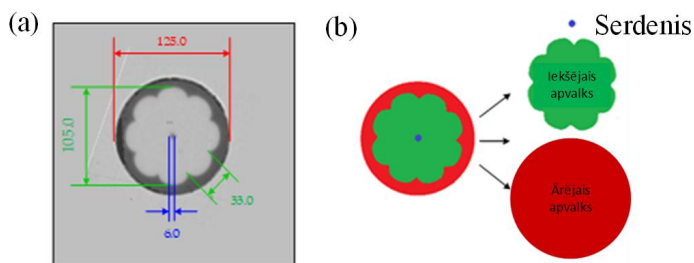 (a)
125.0
105.0
33.0
6.0
(b)
Serdenis
Iekšējais
apvalks
Ārējais
apvalks